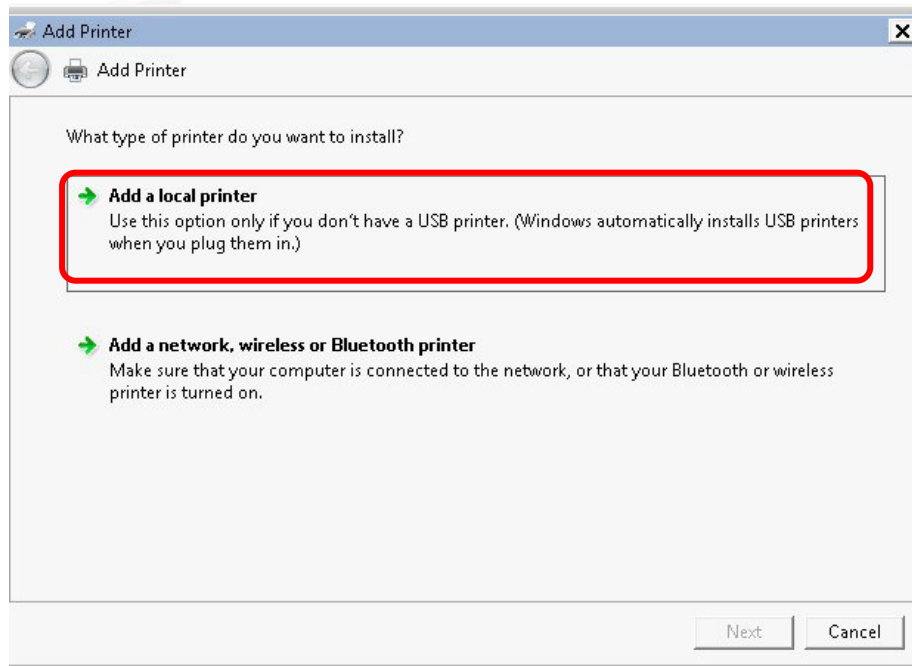 Add Printer
Add Printer
What type of printer do you want to install?
Add a local printer
Use this option only if you don't have a USB printer. (Windows automatically installs USB printers
when you plug them in.)
Add a network, wireless or Bluetooth printer
Make sure that your computer is connected to the network, or that your Bluetooth or wireless
printer is turned on.
Next Cancel